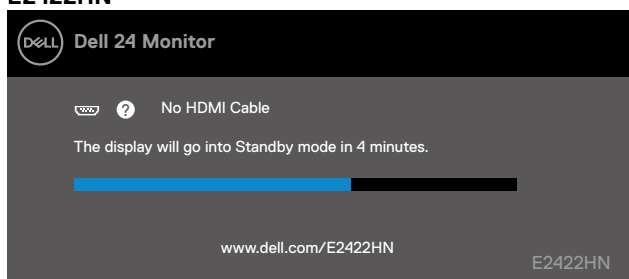 E2422HN
DELL Dell 24 Monitor
? No HDMI Cable
The display will go into Standby mode in 4 minutes.
www.dell.com/E2422HN
E2422HN